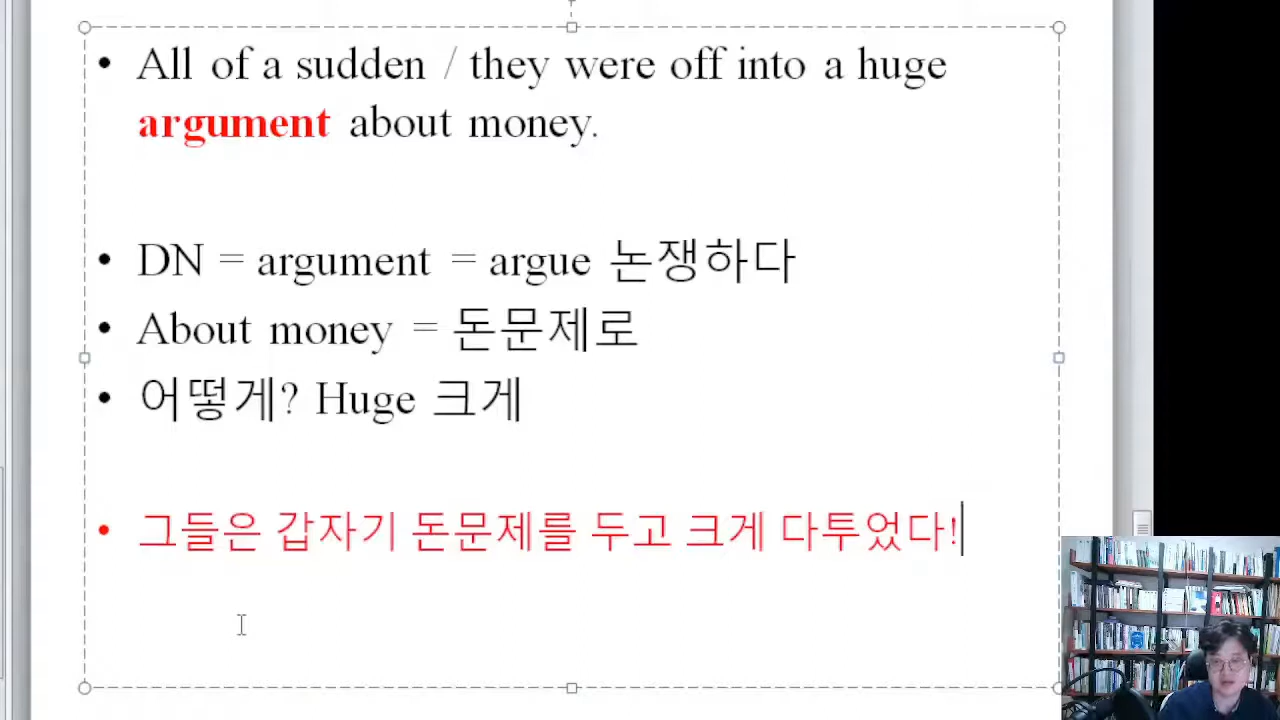 All of a sudden / they were off into a huge
argument about money.
DN = argument = argue 논쟁하다
About money = 돈문제로
어떻게? Huge 크게
그들은 갑자기 돈문제를 두고 크게 다투었다!